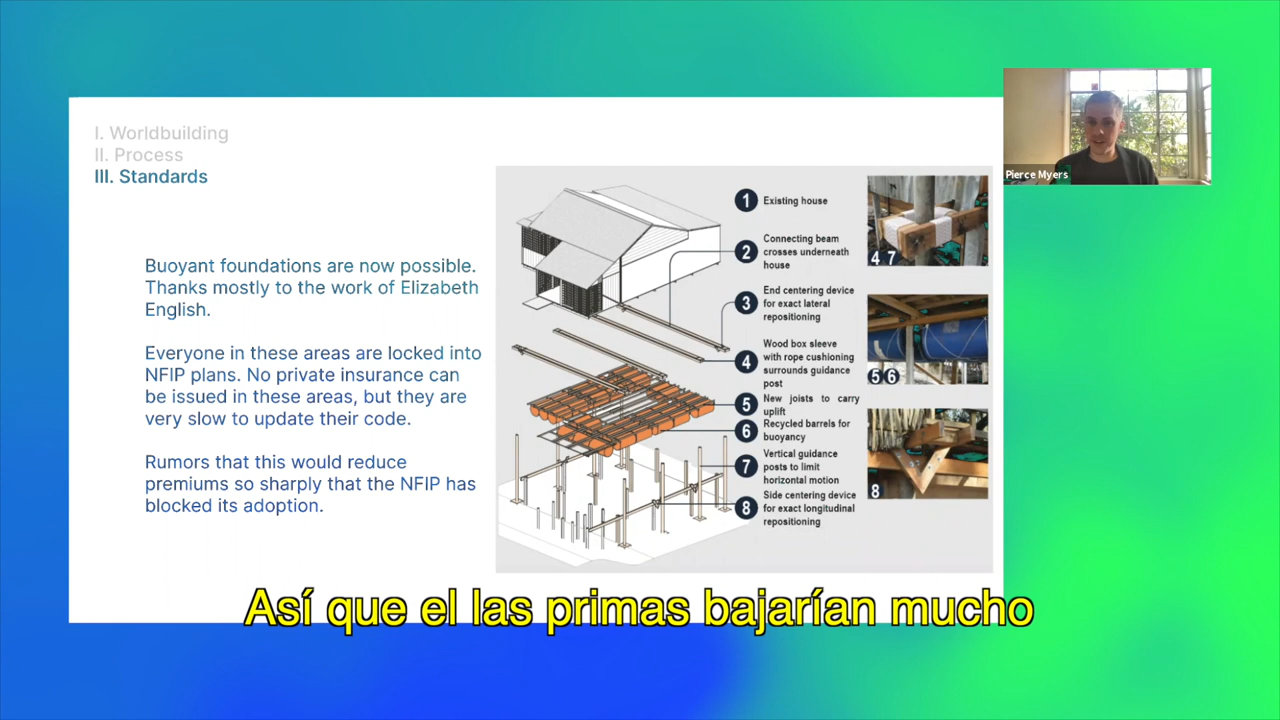 I. Worldbuilding
II. Process
III. Standards
Buoyant foundations are now possible.
Thanks mostly to the work of Elizabeth
English.
Everyone in these areas are locked into
NFIP plans. No private insurance can
be issued in these areas, but they are
very slow to update their code.
Rumors that this would reduce
premiums so sharply that the NFIP has
blocked its adoption.
1 Existing house
2 Connecting beam
crosses underneath
house
3 End centering device
for exact lateral
repositioning
4 Wood box sleeve
with rope cushioning
surrounds guidance
post
5 New joists to carry
uplift
6 Recycled barrels for
buoyancy
7 Vertical guidance
posts to limit
horizontal motion
8 Side centering device
for exact longitudinal
repositioning
4 7
5 6
8
Pierce Myers
Así que el las primas bajarían mucho